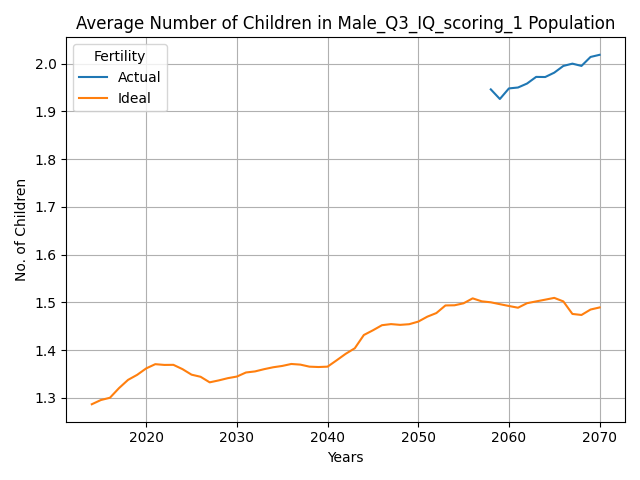 Average Number of Children in Male_Q3_IQ_scoring_1 Population
Fertility
Actual
Ideal
No. of Children
2.0
1.9
1.8
1.7
1.6
1.5
1.4
1.3
2020 2030 2040 2050 2060 2070
Years